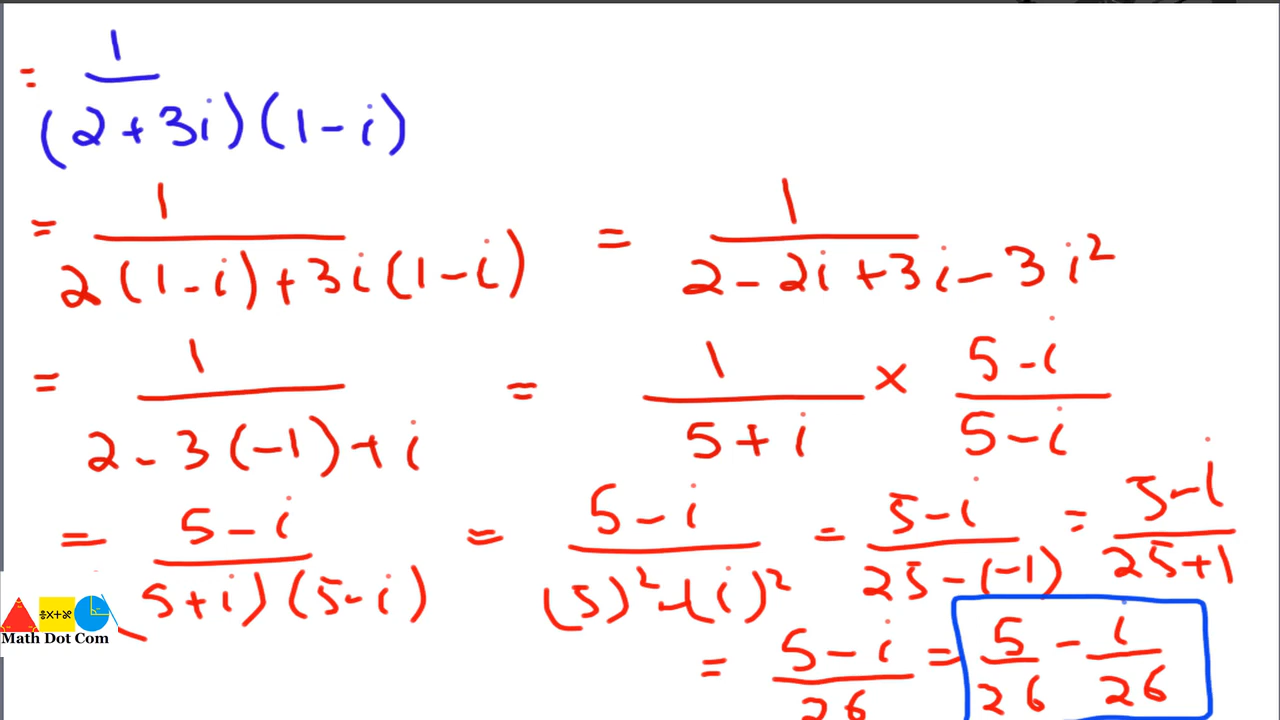 = 1/((2+3i)(1-i))
= 1/(2(1-i)+3i(1-i)) = 1/(2-2i+3i-3i²)
= 1/(2-3(-1)+i) = 1/(5+i) × (5-i)/(5-i)
= (5-i)/((5+i)(5-i)) = (5-i)/((5)²-(i)²) = (5-i)/(25-(-1)) = (5-i)/(25+1)
= (5-i)/26 = 5/26 - i/26
÷×+≠
Math Dot Com